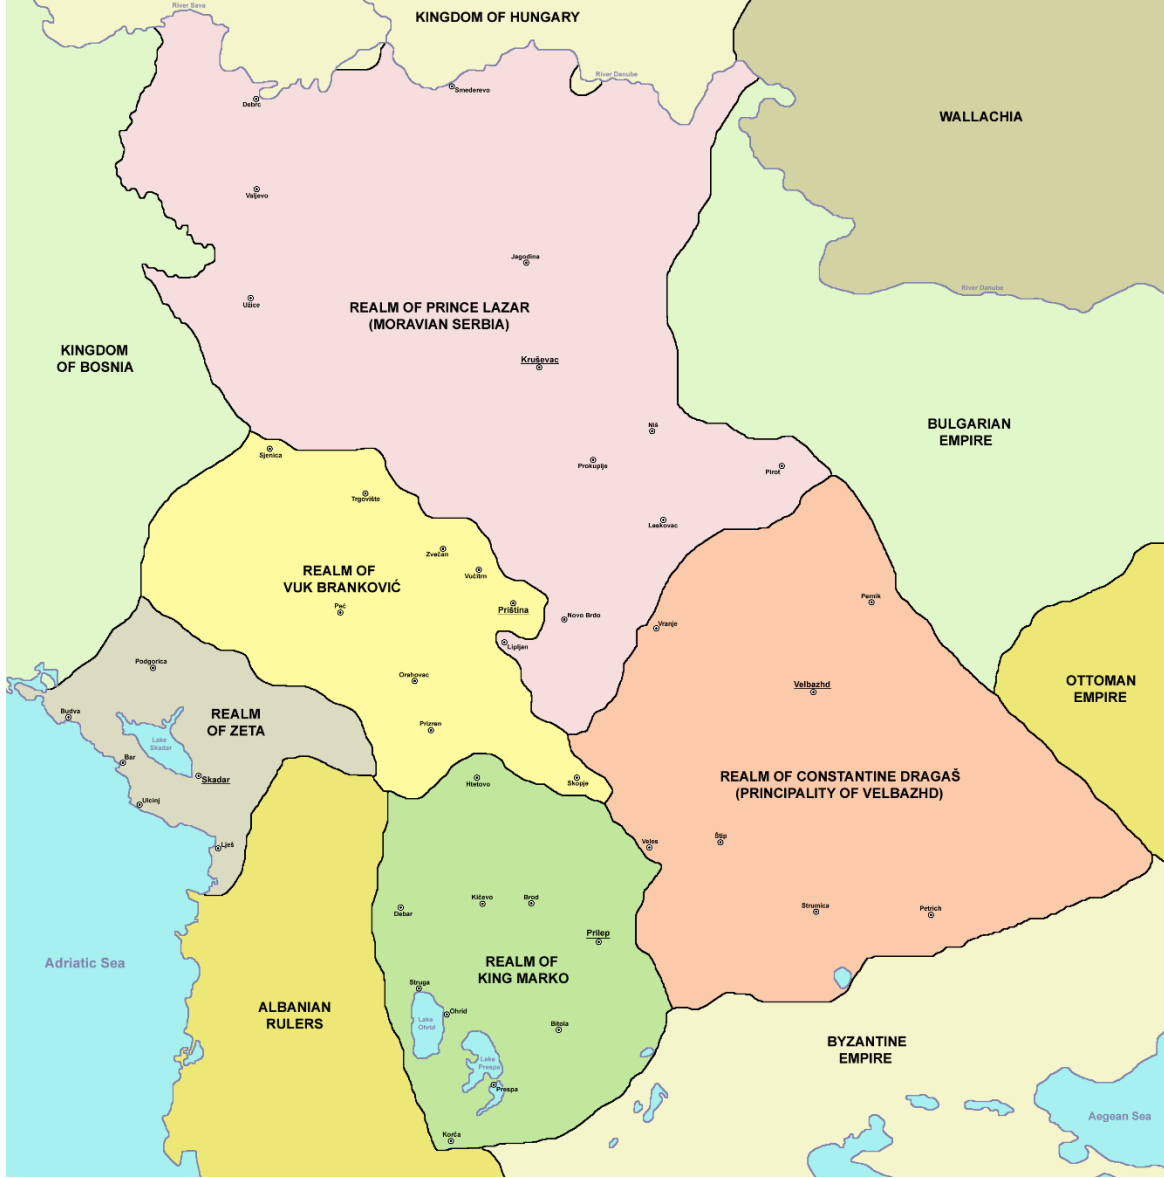 River Sava
KINGDOM OF HUNGARY
River Danube
Smederevo
Debrc
WALLACHIA
Valjevo
Jagodina
River Danube
Užice
REALM OF PRINCE LAZAR
(MORAVIAN SERBIA)
KINGDOM
OF BOSNIA
Kruševac
BULGARIAN
EMPIRE
Niš
Sjenica
Prokuplje
Pirot
Trgovište
Leskovac
Zvečan
Vučitrn
REALM OF
VUK BRANKOVIĆ
Peć
Priština
Novo Brdo
Vranje
Pernik
Lipljan
Podgorica
Orahovac
Velbazhd
OTTOMAN
EMPIRE
Budva
REALM
OF ZETA
Prizren
Lake
Skadar
Bar
Skadar
Htetovo
Skopje
REALM OF CONSTANTINE DRAGAŠ
(PRINCIPALITY OF VELBAZHD)
Ulcinj
Lješ
Veles
Štip
Kičevo
Brod
Debar
Strumica
Petrich
Prilep
Adriatic Sea
REALM OF
KING MARKO
Struga
ALBANIAN
RULERS
Ohrid
Lake
Ohrid
Bitola
BYZANTINE
EMPIRE
Lake
Prespa
Prespa
Aegean Sea
Korča